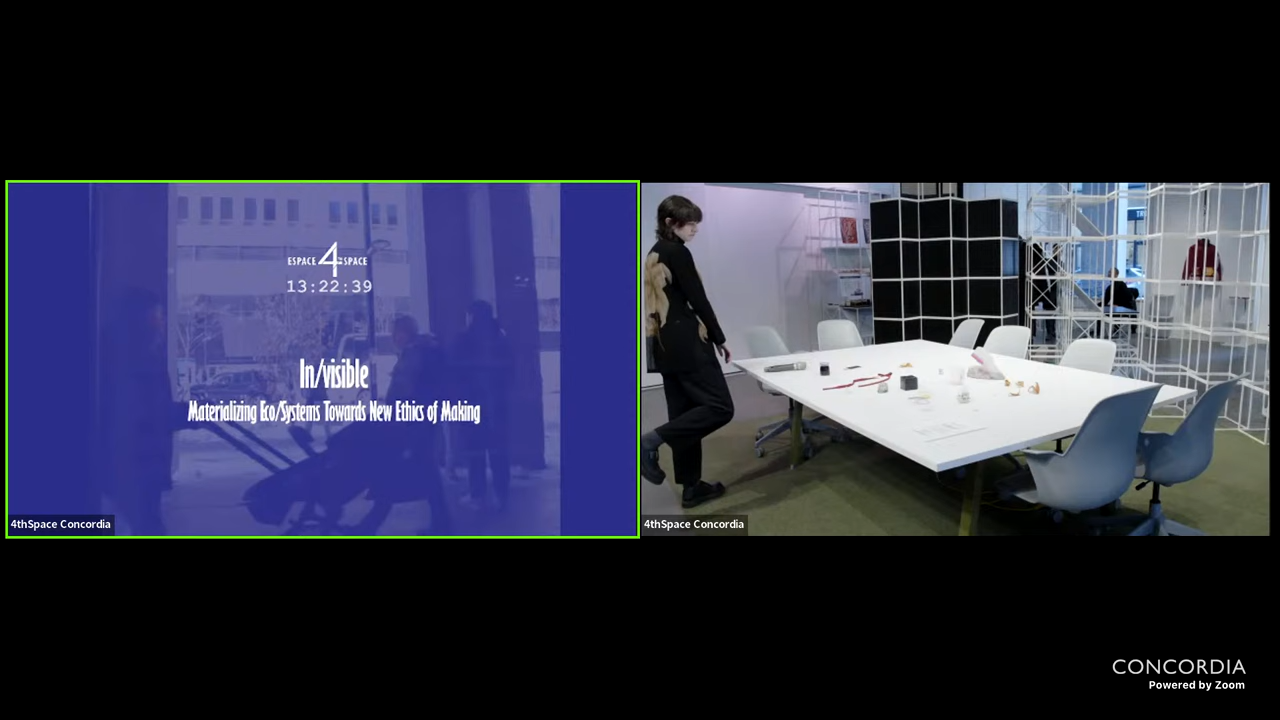 ESPACE 4TH SPACE
13:22:39
In/visible
Materializing Eco/Systems Towards New Ethics of Making
4thSpace Concordia
4thSpace Concordia
CONCORDIA
Powered by Zoom